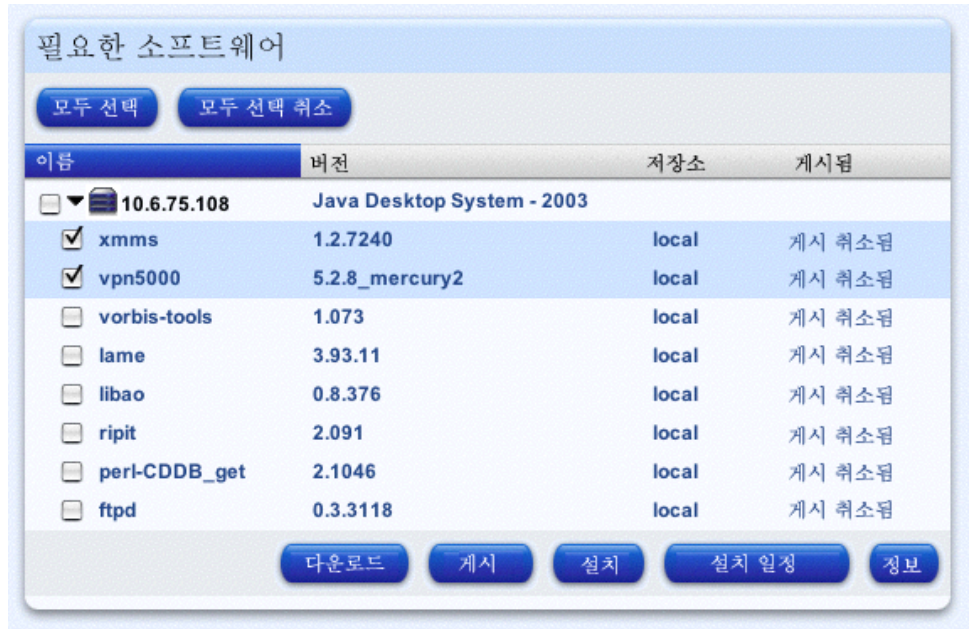 필요한 소프트웨어
모두 선택 모두 선택 취소
이름 버전 저장소 게시됨
10.6.75.108 Java Desktop System - 2003
xmms 1.2.7240 local 게시 취소됨
vpn5000 5.2.8_mercury2 local 게시 취소됨
vorbis-tools 1.073 local 게시 취소됨
lame 3.93.11 local 게시 취소됨
libao 0.8.376 local 게시 취소됨
ripit 2.091 local 게시 취소됨
perl-CDDB_get 2.1046 local 게시 취소됨
ftpd 0.3.3118 local 게시 취소됨
다운로드 게시 설치 설치 일정 정보